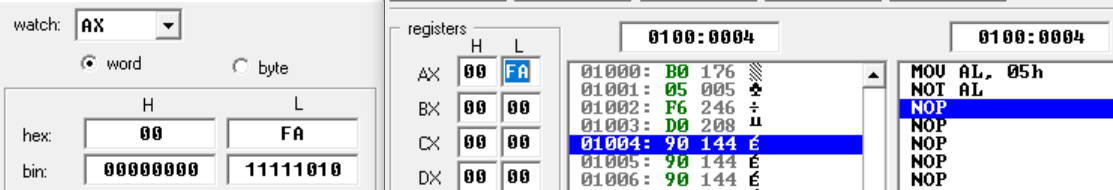 watch: AX
word byte
H L
hex: 00 FA
bin: 00000000 11111010
registers
H L
AX 00 FA
BX 00 00
CX 00 00
DX 00 00
0100:0004
01000: B0 176 ▒
01001: 05 005 ♣
01002: F6 246 ÷
01003: D0 208 ╨
01004: 90 144 É
01005: 90 144 É
01006: 90 144 É
0100:0004
MOV AL, 05h
NOT AL
NOP
NOP
NOP
NOP
NOP